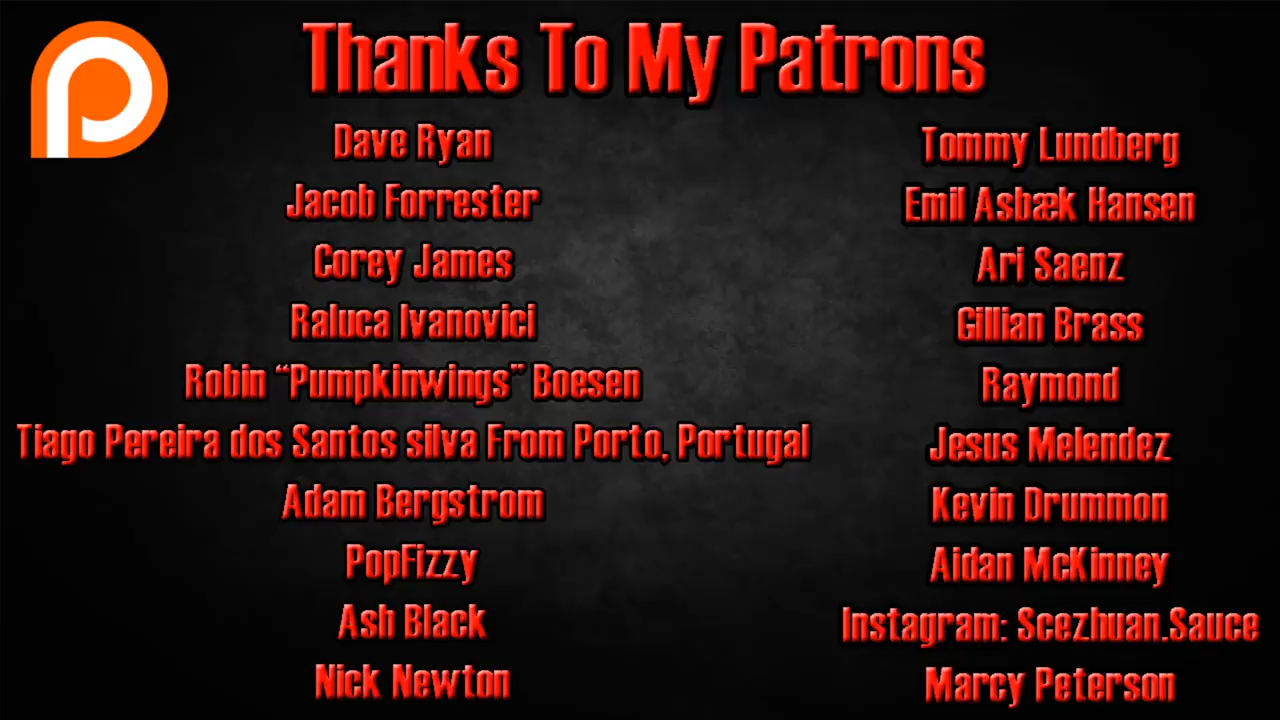 Thanks To My Patrons
Dave Ryan
Jacob Forrester
Corey James
Raluca Ivanovici
Robin “Pumpkinwings” Boesen
Tiago Pereira dos Santos silva From Porto, Portugal
Adam Bergstrom
PopFizzy
Ash Black
Nick Newton
Tommy Lundberg
Emil Asbæk Hansen
Ari Saenz
Gillian Brass
Raymond
Jesus Melendez
Kevin Drummon
Aidan McKinney
Instagram: Scezhuan.Sauce
Marcy Peterson